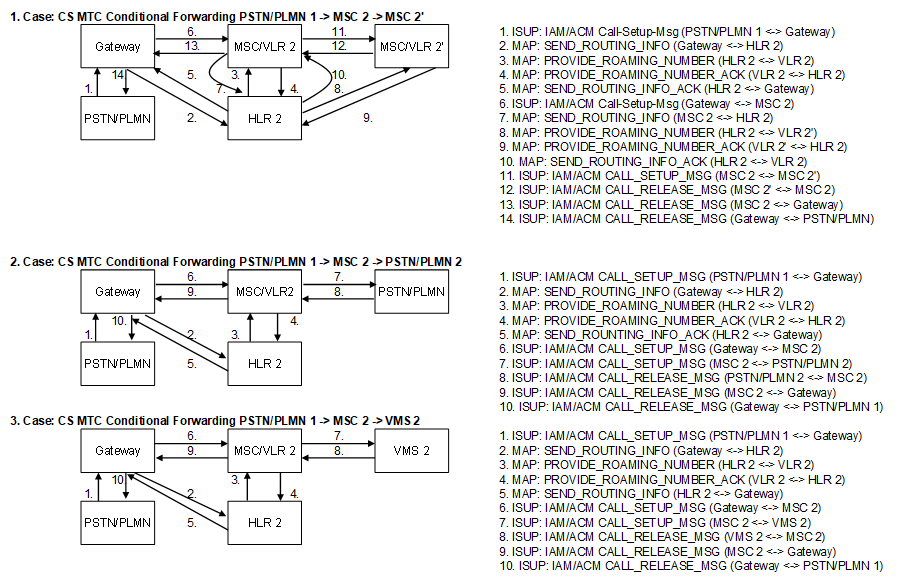 1. Case: CS MTC Conditional Forwarding PSTN/PLMN 1 -> MSC 2 -> MSC 2'
Gateway
6.
13.
MSC/VLR 2
11.
12.
MSC/VLR 2'
1.
14.
5.
7.
3.
4.
10.
8.
PSTN/PLMN
2.
HLR 2
9.
1. ISUP: IAM/ACM Call-Setup-Msg (PSTN/PLMN 1 <-> Gateway)
2. MAP: SEND_ROUTING_INFO (Gateway <-> HLR 2)
3. MAP: PROVIDE_ROAMING_NUMBER (HLR 2 <-> VLR 2)
4. MAP: PROVIDE_ROAMING_NUMBER_ACK (VLR 2 <-> HLR 2)
5. MAP: SEND_ROUTING_INFO_ACK (HLR 2 <-> Gateway)
6. ISUP: IAM/ACM Call-Setup-Msg (Gateway <-> MSC 2)
7. MAP: SEND_ROUTING_INFO (MSC 2 <-> HLR 2)
8. MAP: PROVIDE_ROAMING_NUMBER (HLR 2 <-> VLR 2')
9. MAP: PROVIDE_ROAMING_NUMBER_ACK (VLR 2' <-> HLR 2)
10. MAP: SEND_ROUTING_INFO_ACK (HLR 2 <-> VLR 2)
11. ISUP: IAM/ACM CALL_SETUP_MSG (MSC 2 <-> MSC 2')
12. ISUP: IAM/ACM CALL_RELEASE_MSG (MSC 2' <-> MSC 2)
13. ISUP: IAM/ACM CALL_RELEASE_MSG (MSC 2 <-> Gateway)
14. ISUP: IAM/ACM CALL_RELEASE_MSG (Gateway <-> PSTN/PLMN)
2. Case: CS MTC Conditional Forwarding PSTN/PLMN 1 -> MSC 2 -> PSTN/PLMN 2
Gateway
6.
9.
MSC/VLR2
7.
8.
PSTN/PLMN
1.
10.
2.
3.
4.
PSTN/PLMN
5.
HLR 2
1. ISUP: IAM/ACM CALL_SETUP_MSG (PSTN/PLMN 1 <-> Gateway)
2. MAP: SEND_ROUTING_INFO (Gateway <->HLR 2)
3. MAP: PROVIDE_ROAMING_NUMBER (HLR 2 <-> VLR 2)
4. MAP: PROVIDE_ROAMING_NUMBER_ACK (VLR 2 <-> HLR 2)
5. MAP: SEND_ROUNTING_INFO_ACK (HLR 2 <-> Gateway)
6. ISUP: IAM/ACM CALL_SETUP_MSG (Gateway <-> MSC 2)
7. ISUP: IAM/ACM CALL_SETUP_MSG (MSC 2 <-> PSTN/PLMN 2)
8. ISUP: IAM/ACM CALL_RELEASE_MSG (PSTN/PLMN 2 <-> MSC 2)
9. ISUP: IAM/ACM CALL_RELEASE_MSG (MSC 2 <-> Gateway)
10. ISUP: IAM/ACM CALL_RELEASE_MSG (Gateway <-> PSTN/PLMN 1)
3. Case: CS MTC Conditional Forwarding PSTN/PLMN 1 -> MSC 2 -> VMS 2
Gateway
6.
9.
MSC/VLR 2
7.
8.
VMS 2
1.
10.
2.
3.
4.
PSTN/PLMN
5.
HLR 2
1. ISUP: IAM/ACM CALL_SETUP_MSG (PSTN/PLMN 1 <-> Gateway)
2. MAP: SEND_ROUTING_INFO (Gateway <-> HLR 2)
3. MAP: PROVIDE_ROAMING_NUMBER (HLR 2 <-> VLR 2)
4. MAP: PROVIDE_ROAMING_NUMBER_ACK (VLR 2 <-> HLR 2)
5. MAP: SEND_ROUTING_INFO (HLR 2 <-> Gateway)
6. ISUP: IAM/ACM CALL_SETUP_MSG (Gateway <-> MSC 2)
7. ISUP: IAM/ACM CALL_SETUP_MSG (MSC 2 <-> VMS 2)
8. ISUP: IAM/ACM CALL_RELEASE_MSG (VMS 2 <-> MSC 2)
9. ISUP: IAM/ACM CALL_RELEASE_MSG (MSC 2 <-> Gateway)
10. ISUP: IAM/ACM CALL_RELEASE_MSG (Gateway <-> PSTN/PLMN 1)